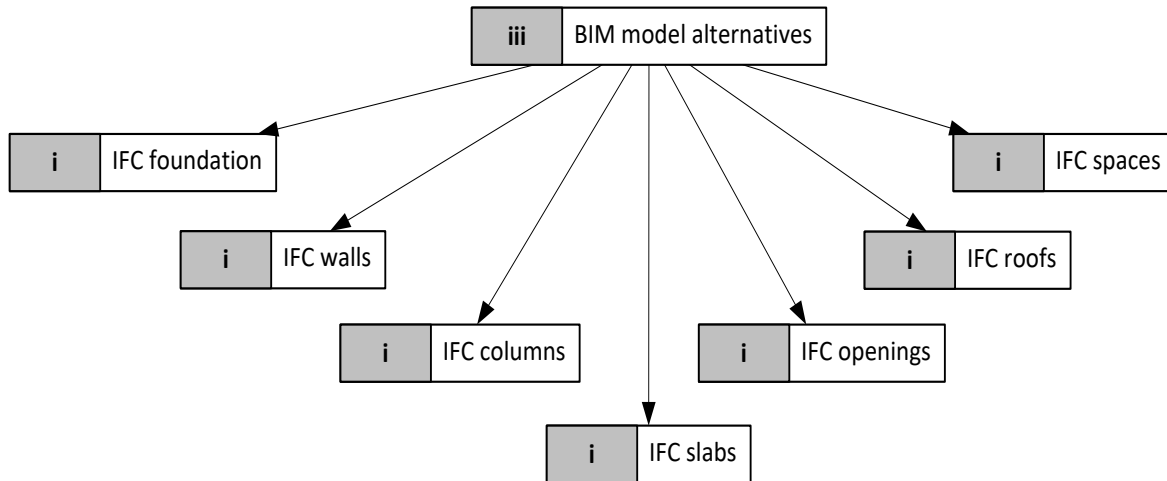 iii BIM model alternatives
i IFC foundation
i IFC spaces
i IFC walls
i IFC roofs
i IFC columns
i IFC openings
i IFC slabs